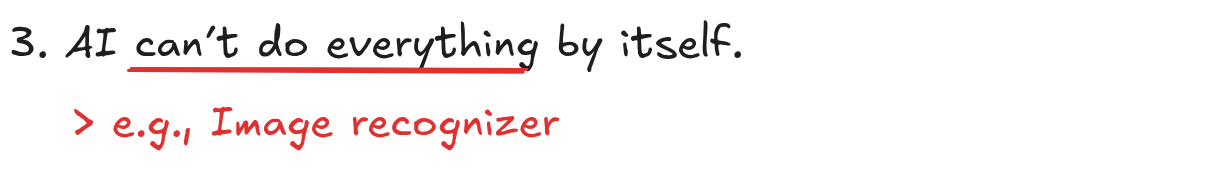 3. AI can't do everything by itself.
> e.g., Image recognizer